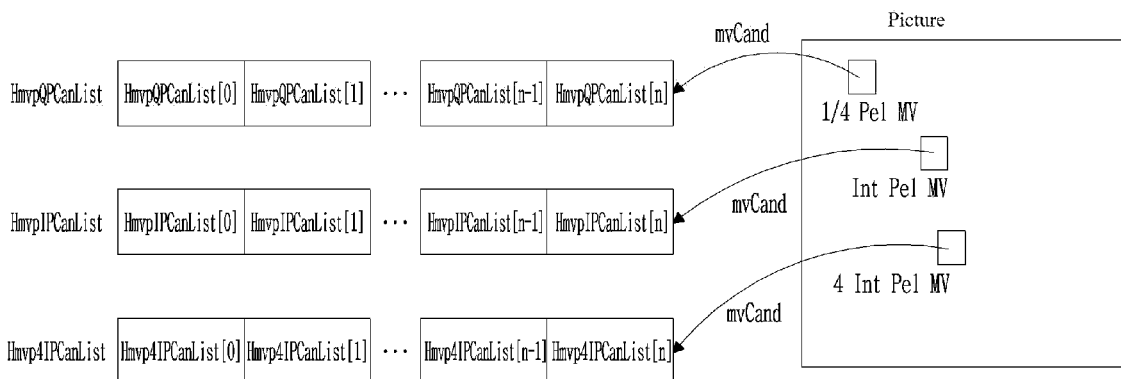 Picture
mvCand
HmvpQPCanList HmvpQPCanList[0] HmvpQPCanList[1] ... HmvpQPCanList[n-1] HmvpQPCanList[n]
1/4 Pel MV
Int Pel MV
HmvpIPCanList HmvpIPCanList[0] HmvpIPCanList[1] ... HmvpIPCanList[n-1] HmvpIPCanList[n]
mvCand
4 Int Pel MV
mvCand
Hmvp4IPCanList Hmvp4IPCanList[0] Hmvp4IPCanList[1] ... Hmvp4IPCanList[n-1] Hmvp4IPCanList[n]